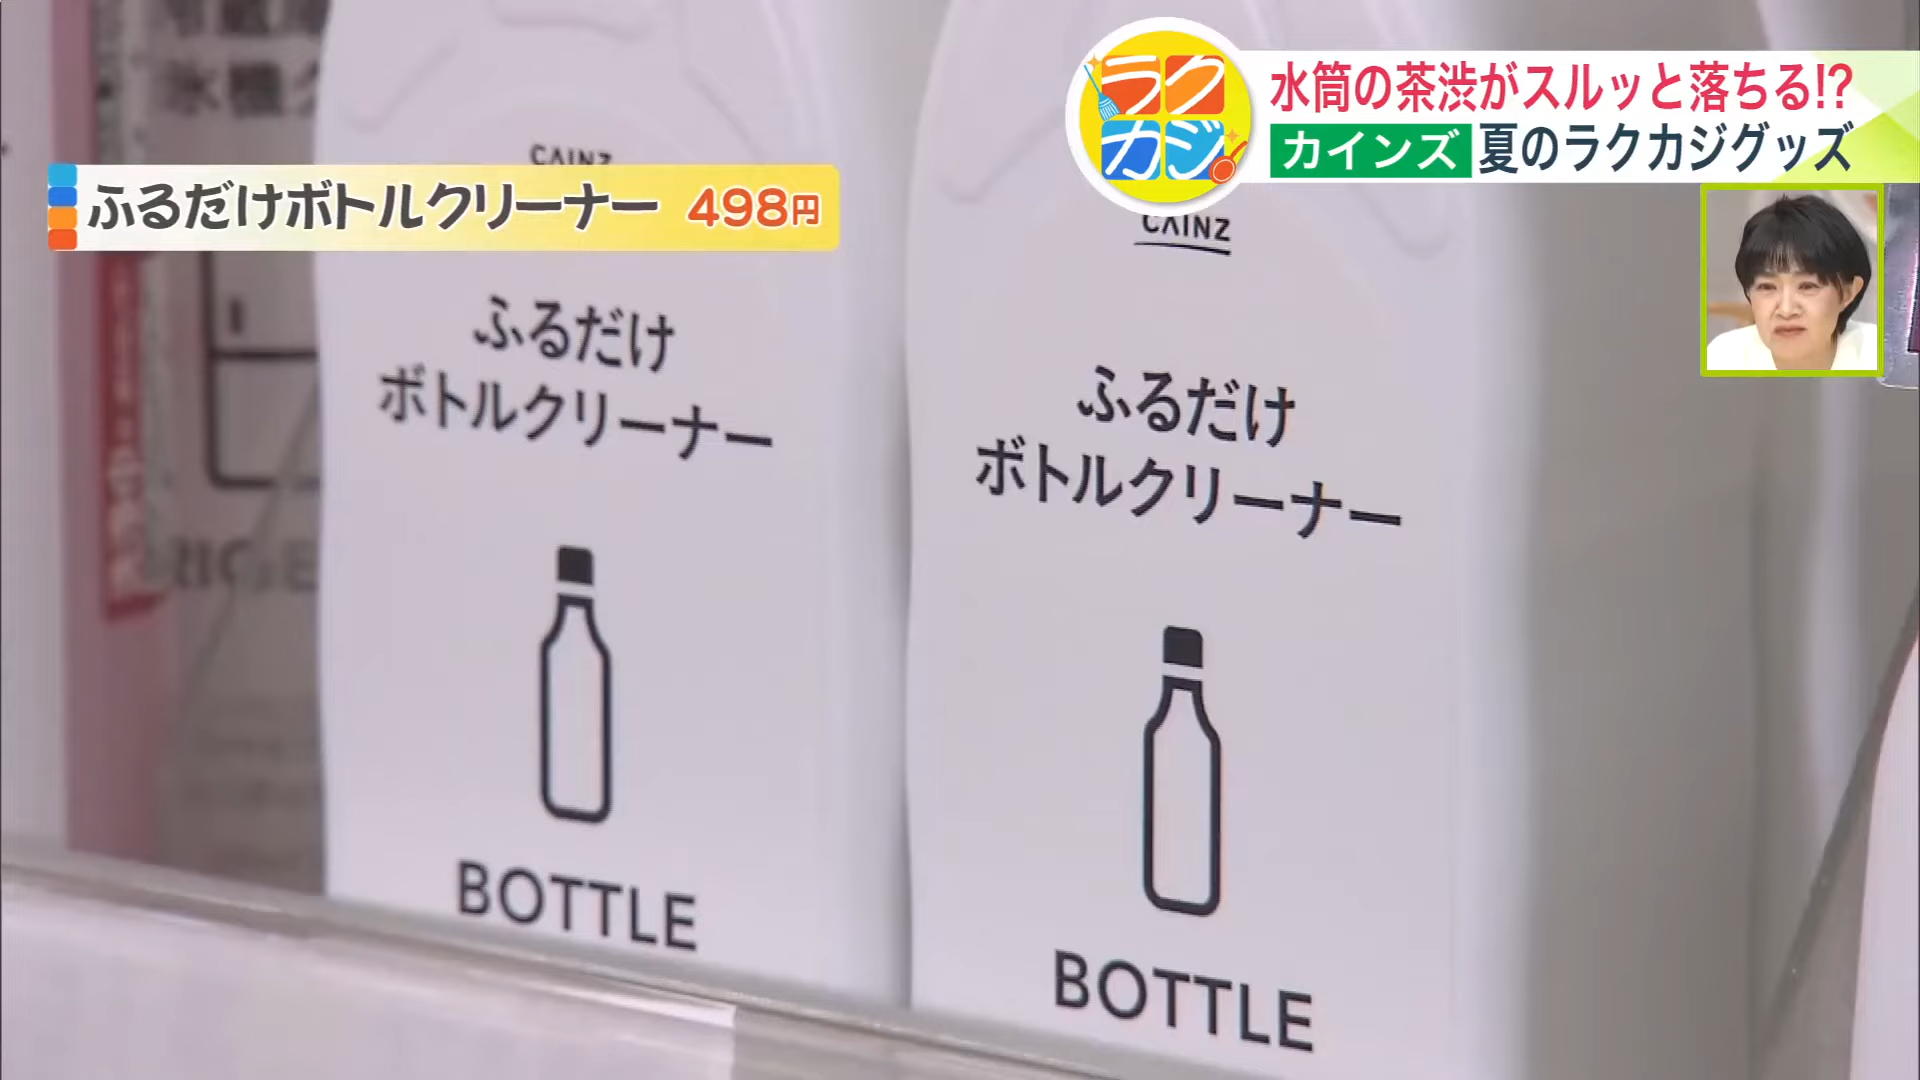 ラクカジ
水筒の茶渋がスルッと落ちる!?
カインズ 夏のラクカジグッズ
ふるだけボトルクリーナー 498円
CAINZ
ふるだけ
ボトルクリーナー
BOTTLE
CAINZ
ふるだけ
ボトルクリーナー
BOTTLE